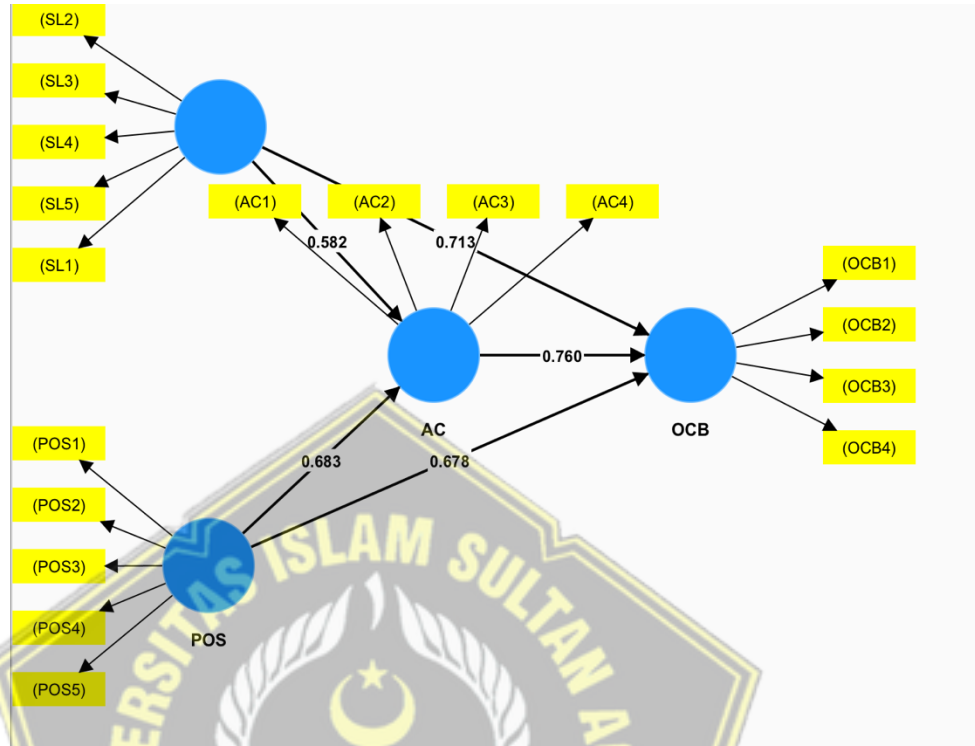 (SL2)
(SL3)
(SL4)
(SL5)
(SL1)
(AC1)
(AC2)
(AC3)
(AC4)
0.582
0.713
(OCB1)
(OCB2)
(OCB3)
(OCB4)
0.760
AC
OCB
0.683
0.678
(POS1)
(POS2)
(POS3)
(POS4)
(POS5)
POS
ISLAM SULTAN